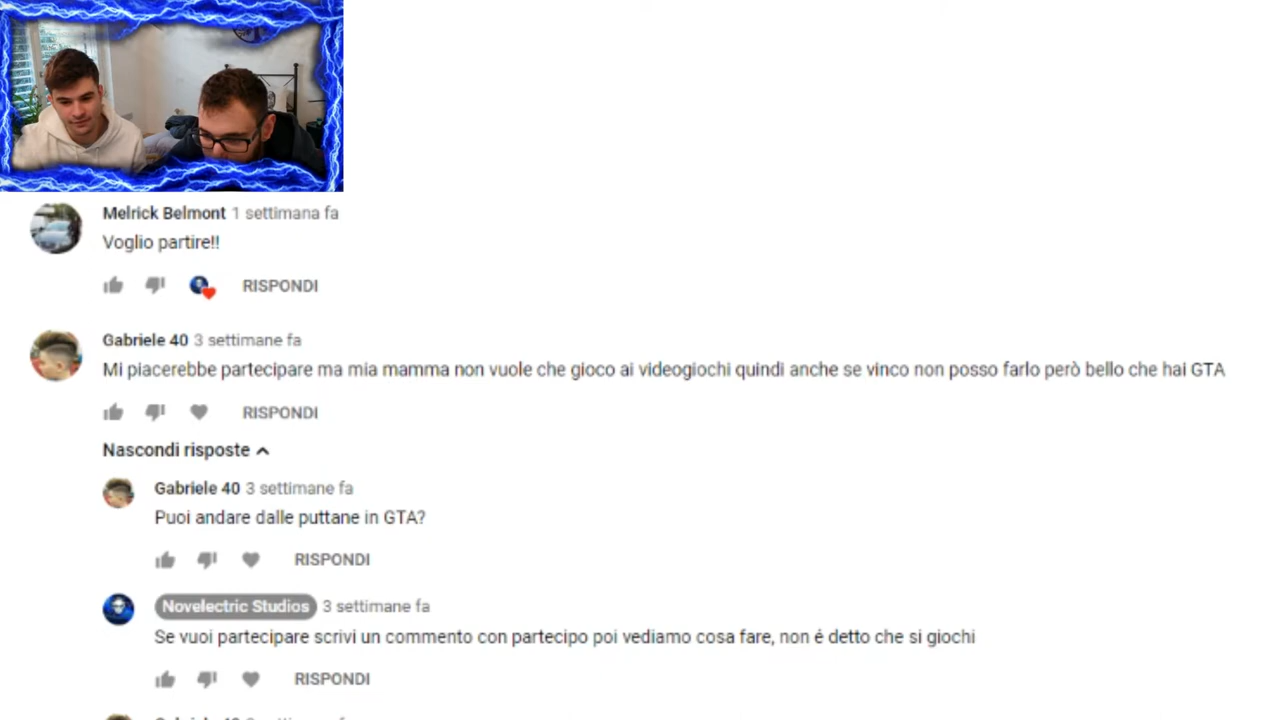 Melrick Belmont 1 settimana fa
Voglio partire!!
RISPONDI
Gabriele 40 3 settimane fa
Mi piacerebbe partecipare ma mia mamma non vuole che gioco ai videogiochi quindi anche se vinco non posso farlo però bello che hai GTA
RISPONDI
Nascondi risposte
Gabriele 40 3 settimane fa
Puoi andare dalle puttane in GTA?
RISPONDI
Novelectric Studios 3 settimane fa
Se vuoi partecipare scrivi un commento con partecipo poi vediamo cosa fare, non é detto che si giochi
RISPONDI